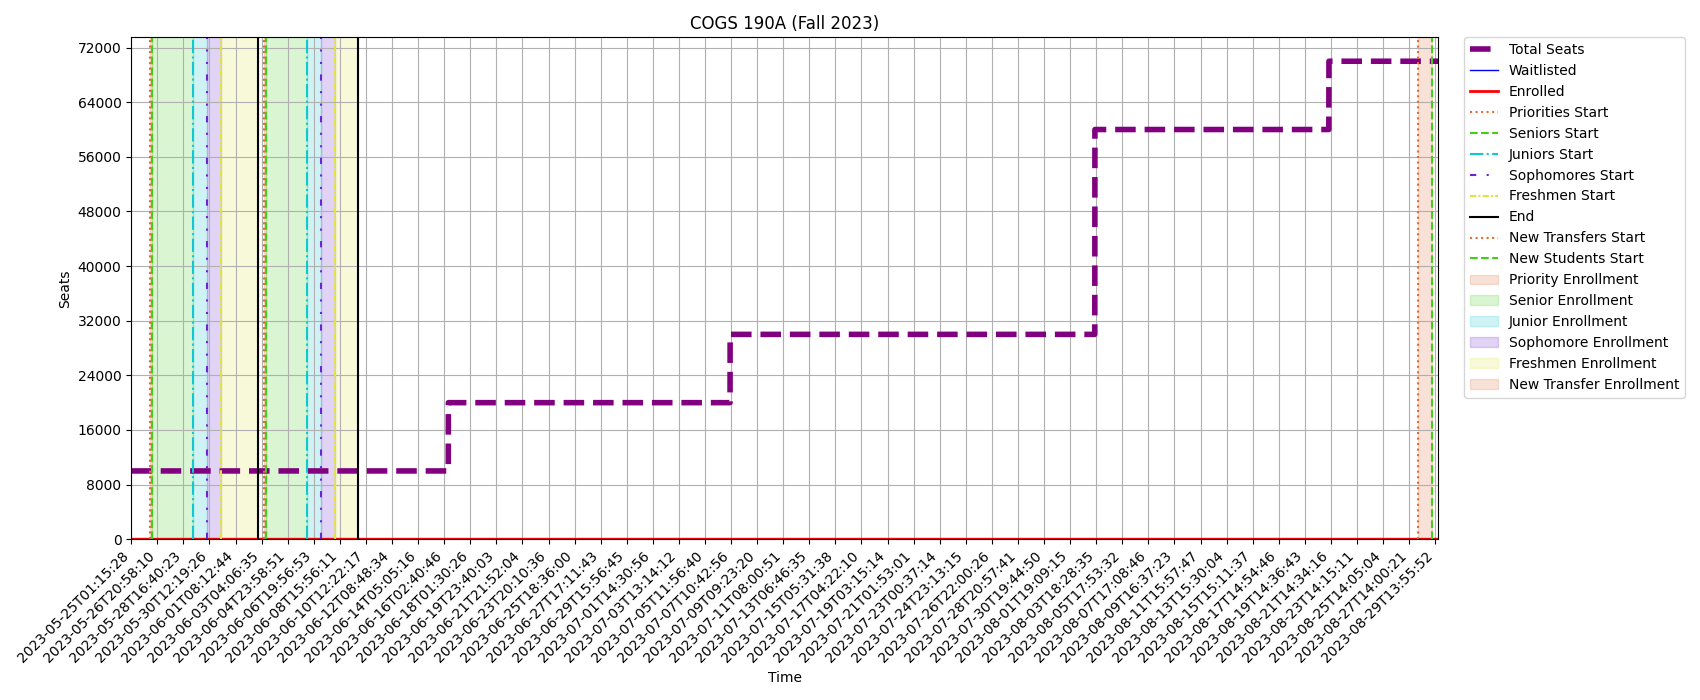 COGS 190A (Fall 2023)
72000
64000
56000
48000
40000
32000
24000
16000
8000
0
Seats
2023-05-25T01:15:28
2023-05-26T20:58:10
2023-05-28T16:40:23
2023-05-30T12:19:26
2023-06-01T08:12:44
2023-06-03T04:06:35
2023-06-04T23:58:51
2023-06-06T19:56:53
2023-06-08T15:56:11
2023-06-10T12:22:17
2023-06-12T08:48:34
2023-06-14T05:05:16
2023-06-16T02:40:46
2023-06-18T01:30:26
2023-06-19T23:40:03
2023-06-21T21:52:04
2023-06-23T20:10:36
2023-06-25T18:36:00
2023-06-27T17:11:43
2023-06-29T15:56:45
2023-07-01T14:30:56
2023-07-03T13:14:12
2023-07-05T11:56:40
2023-07-07T10:42:56
2023-07-09T09:23:20
2023-07-11T08:00:51
2023-07-13T06:46:35
2023-07-15T05:31:38
2023-07-17T04:22:10
2023-07-19T03:15:14
2023-07-21T01:53:01
2023-07-23T00:37:14
2023-07-24T23:13:15
2023-07-26T22:00:26
2023-07-28T20:57:41
2023-07-30T19:44:50
2023-08-01T19:09:15
2023-08-03T18:28:35
2023-08-05T17:53:32
2023-08-07T17:08:46
2023-08-09T16:37:23
2023-08-11T15:57:47
2023-08-13T15:30:04
2023-08-15T15:11:37
2023-08-17T14:54:46
2023-08-19T14:36:43
2023-08-21T14:34:16
2023-08-23T14:15:11
2023-08-25T14:05:04
2023-08-27T14:00:21
2023-08-29T13:55:52
Time
Total Seats
Waitlisted
Enrolled
Priorities Start
Seniors Start
Juniors Start
Sophomores Start
Freshmen Start
End
New Transfers Start
New Students Start
Priority Enrollment
Senior Enrollment
Junior Enrollment
Sophomore Enrollment
Freshmen Enrollment
New Transfer Enrollment